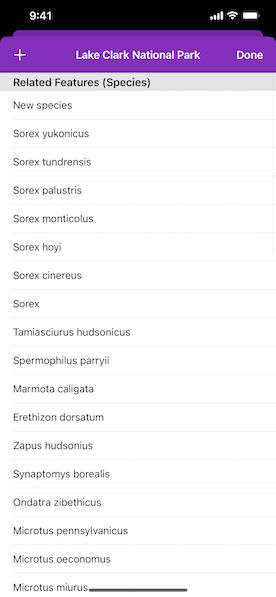 9:41
+ Lake Clark National Park Done
Related Features (Species)
New species
Sorex yukonicus
Sorex tundrensis
Sorex palustris
Sorex monticolus
Sorex hoyi
Sorex cinereus
Sorex
Tamiasciurus hudsonicus
Spermophilus parryii
Marmota caligata
Erethizon dorsatum
Zapus hudsonius
Synaptomys borealis
Ondatra zibethicus
Microtus pennsylvanicus
Microtus oeconomus
Microtus miurus